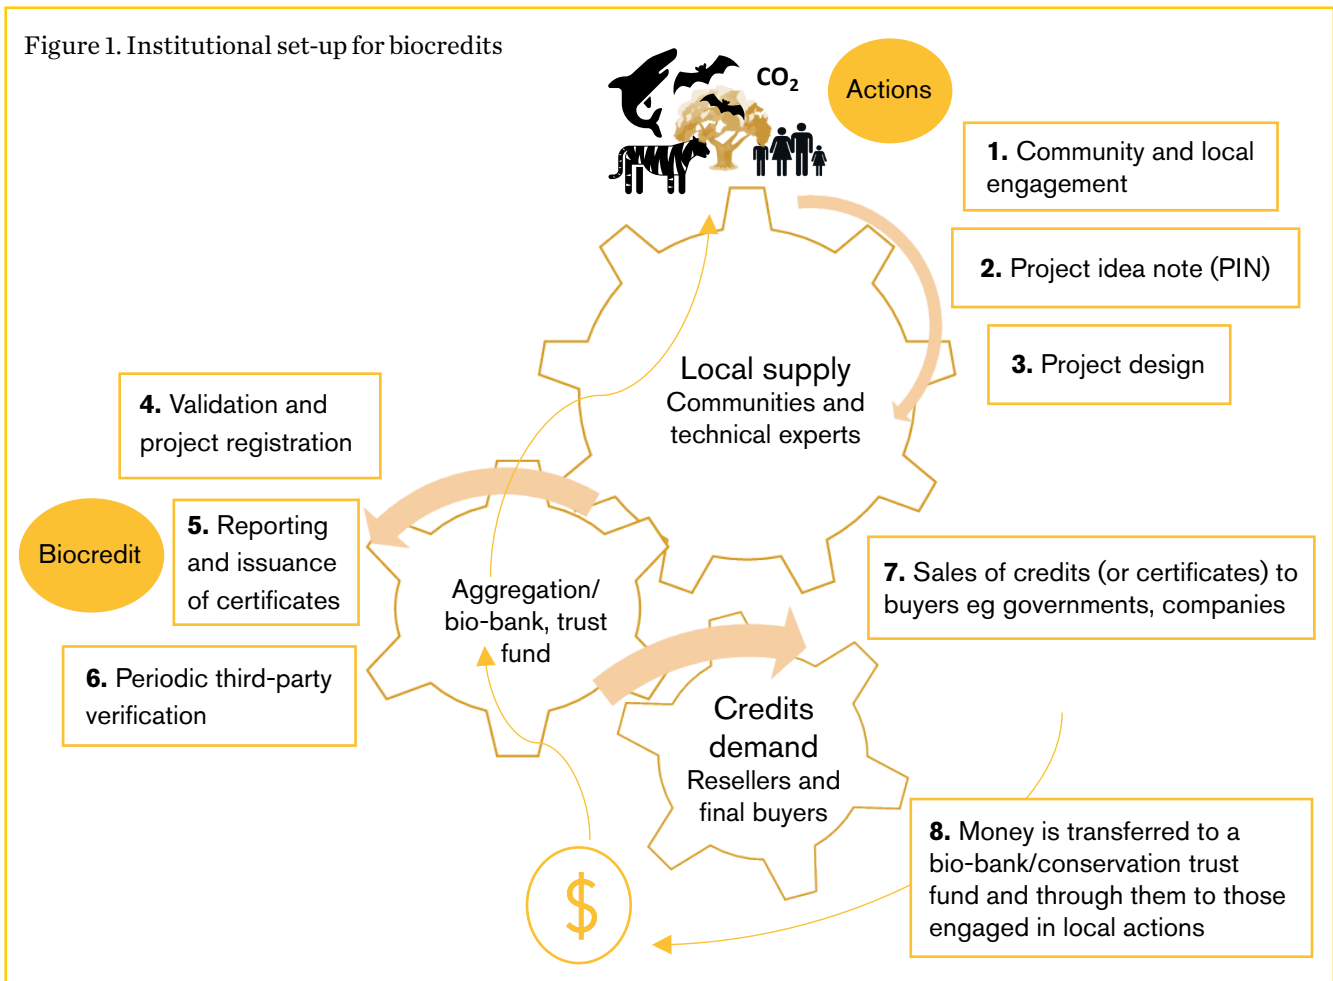 Figure 1. Institutional set-up for biocredits
CO₂
Actions
1. Community and local
engagement
2. Project idea note (PIN)
3. Project design
Local supply
Communities and
technical experts
4. Validation and
project registration
Biocredit
5. Reporting
and issuance
of certificates
6. Periodic third-party
verification
Aggregation/
bio-bank, trust
fund
7. Sales of credits (or certificates) to
buyers eg governments, companies
Credits
demand
Resellers and
final buyers
8. Money is transferred to a
bio-bank/conservation trust
fund and through them to those
engaged in local actions
$